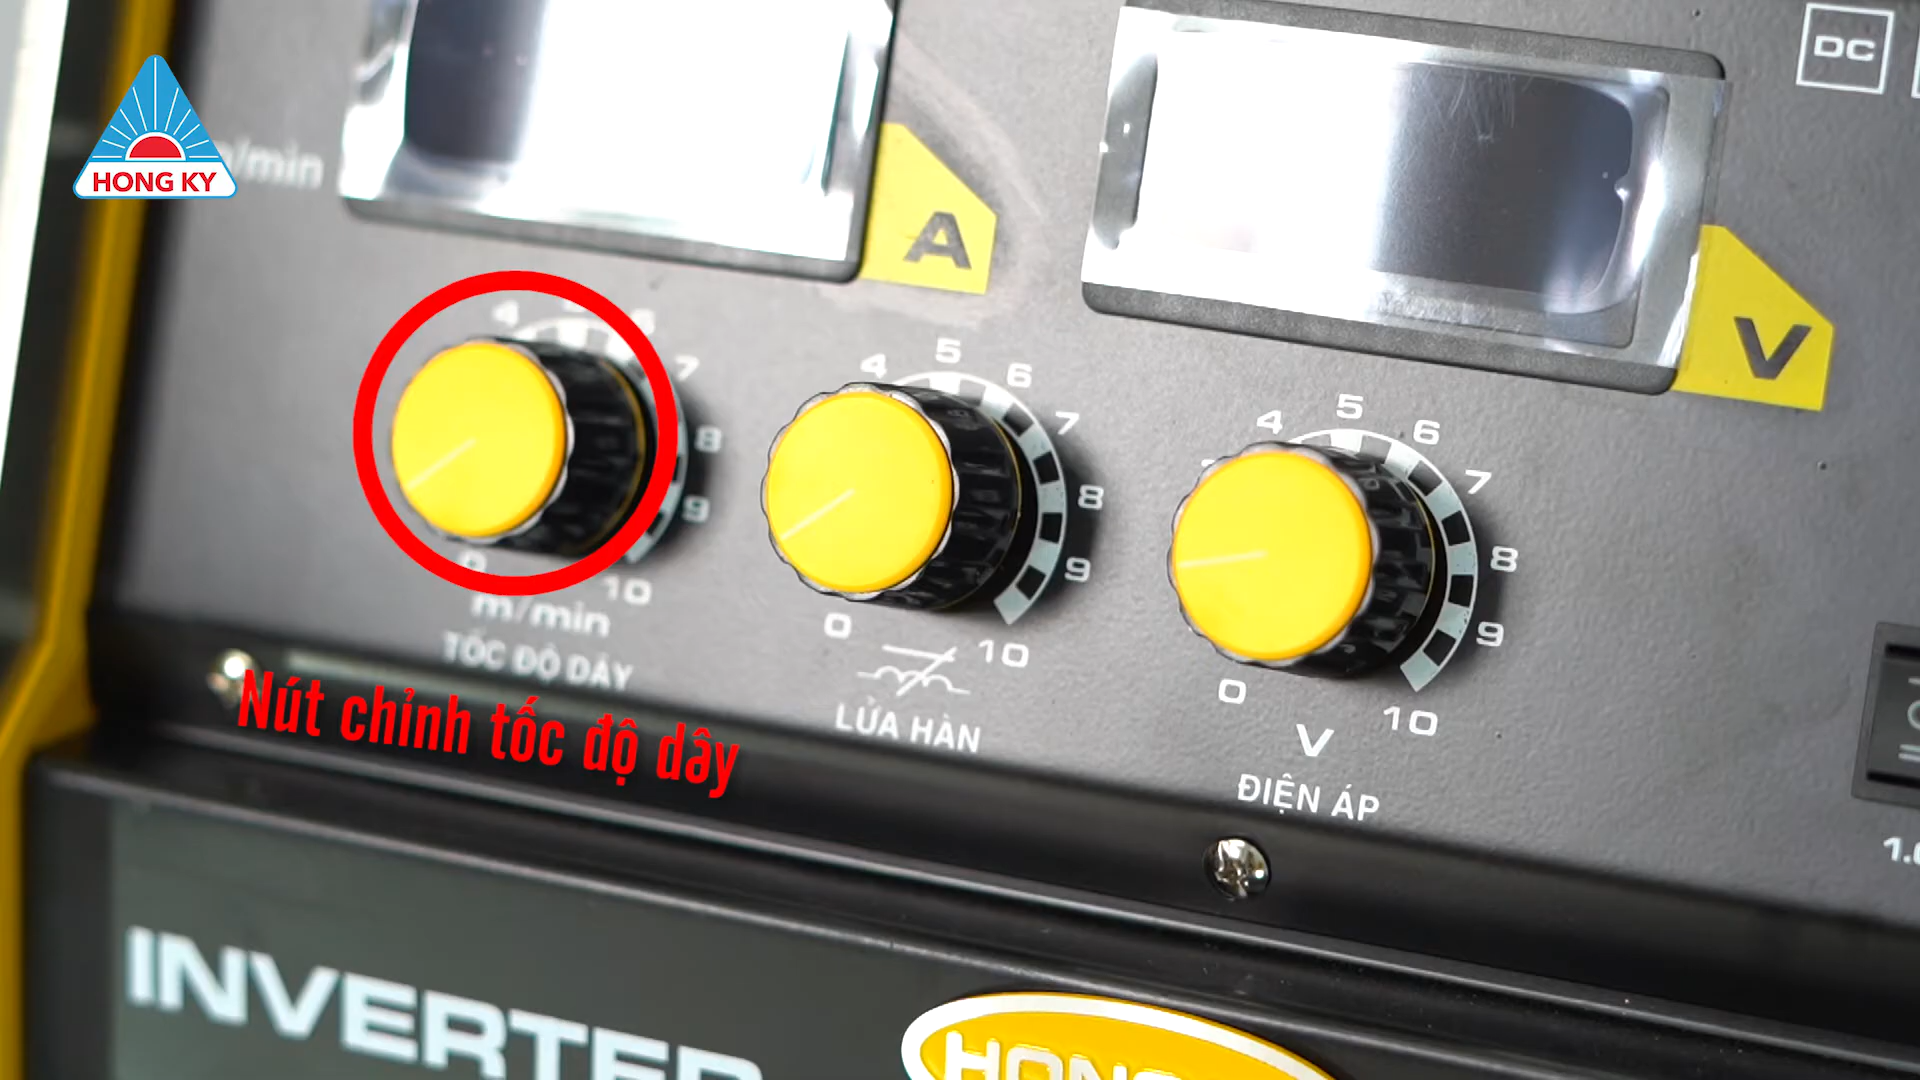 DC
HONG KY
/min
A
V
4 6 7 8 9 10
m/min
TỐC ĐỘ DÂY
4 5 6 7 8 9 0 10
LỬA HÀN
4 5 6 7 8 9 0 10
V
ĐIỆN ÁP
Nút chỉnh tốc độ dây
INVERTER
HONG